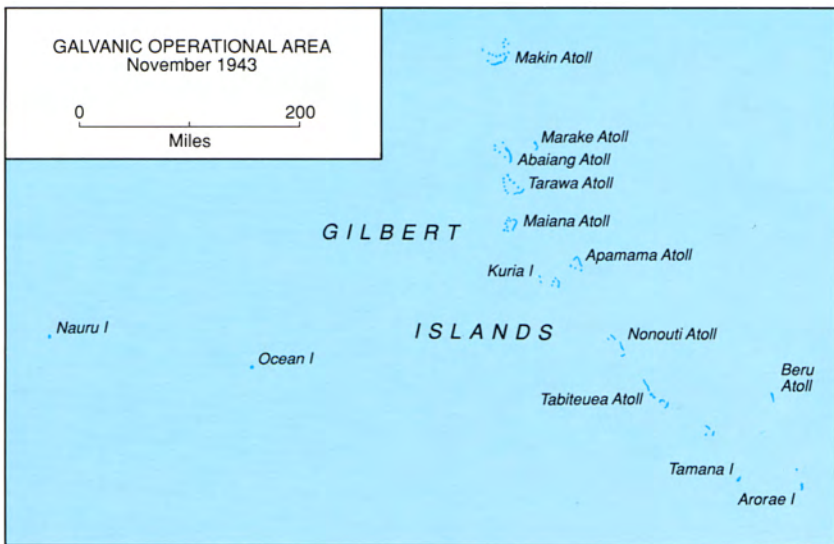 GALVANIC OPERATIONAL AREA
November 1943
0 200
Miles
Makin Atoll
Marake Atoll
Abaiang Atoll
Tarawa Atoll
GILBERT
Maiana Atoll
Apamama Atoll
Kuria I
ISLANDS
Nonouti Atoll
Nauru I
Ocean I
Beru
Atoll
Tabiteuea Atoll
Tamana I
Arorae I